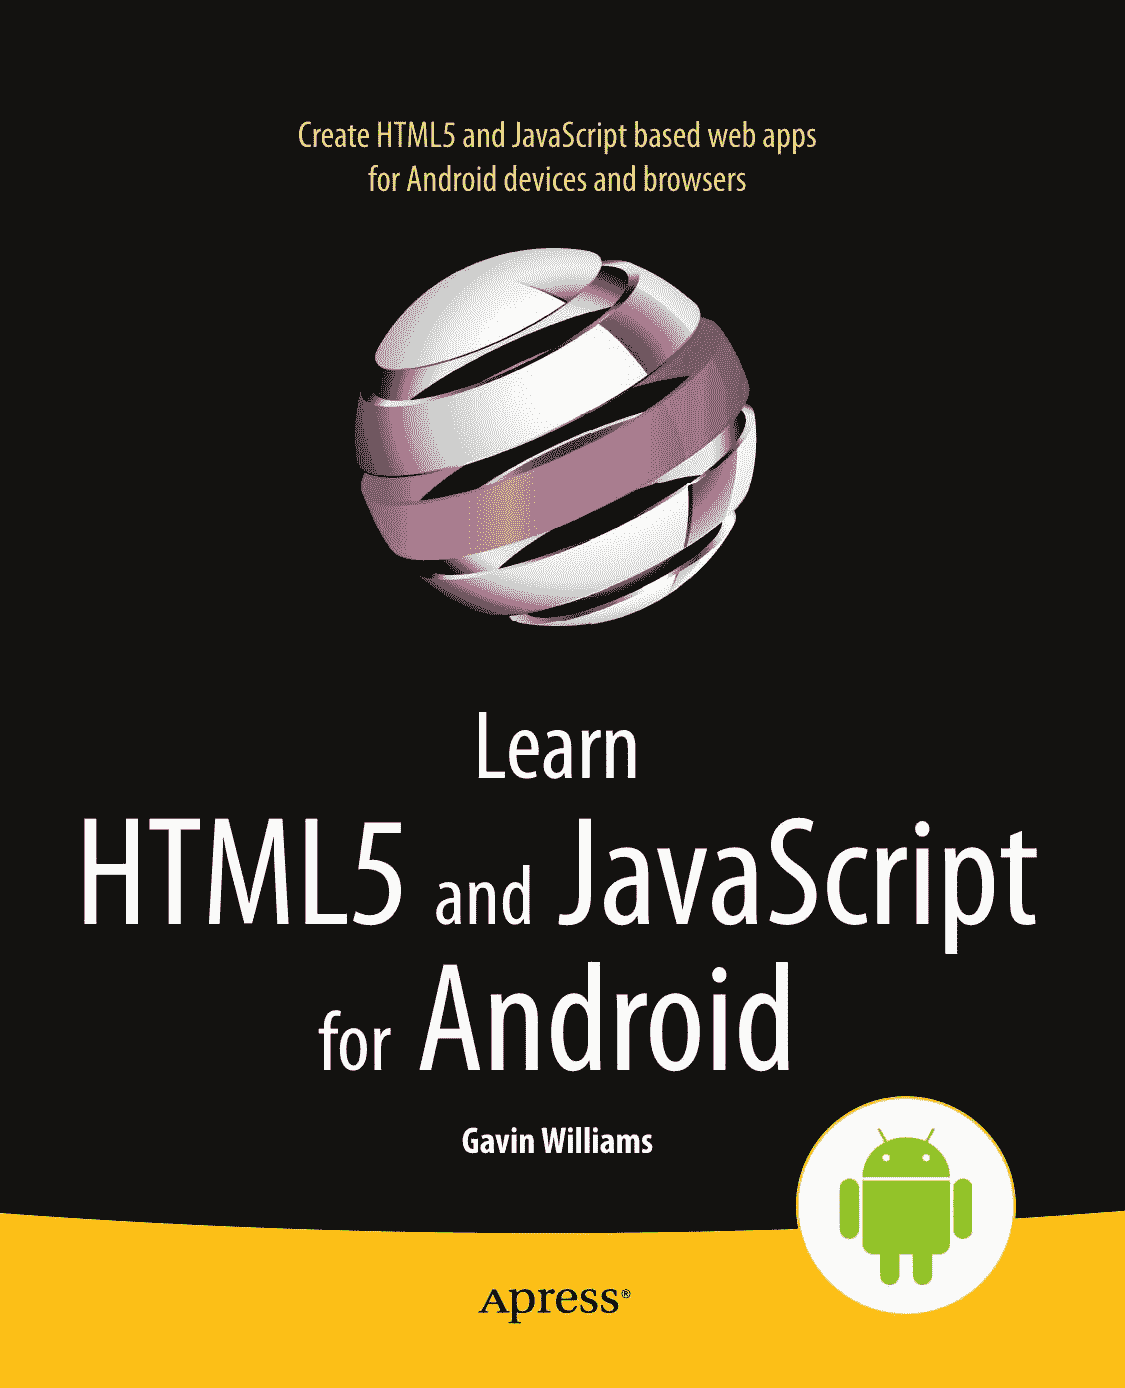 Create HTML5 and JavaScript based web apps
for Android devices and browsers
Learn
HTML5 and JavaScript
for Android
Gavin Williams
Apress®